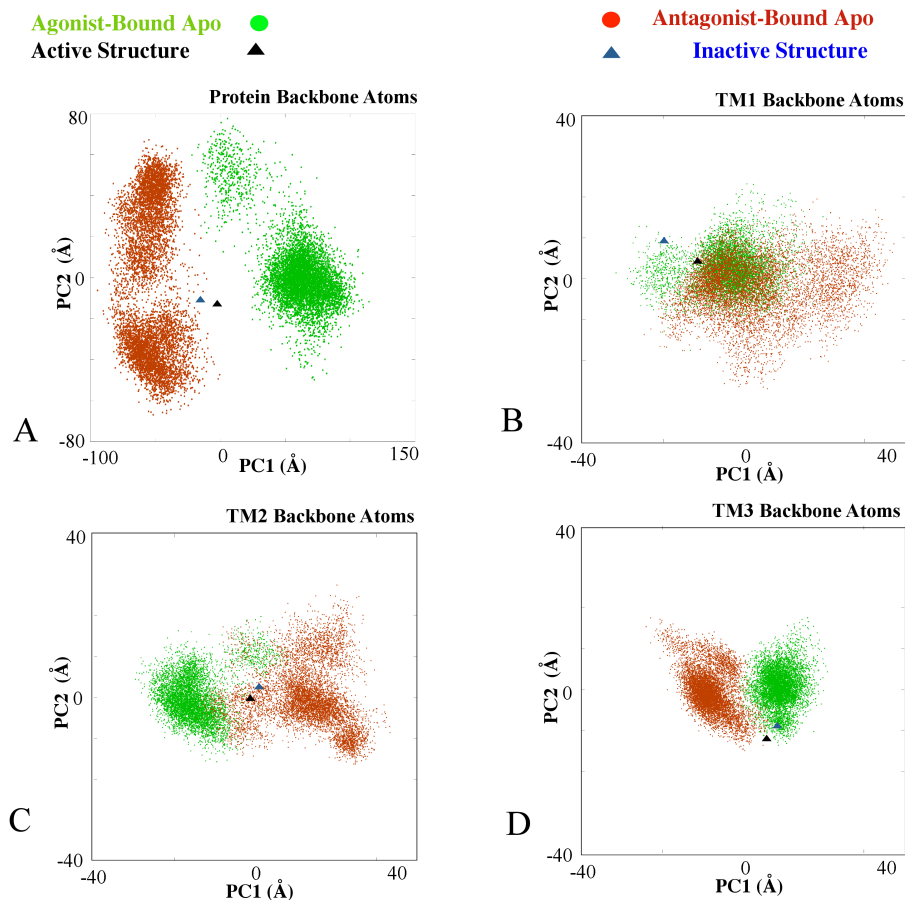 Agonist-Bound Apo
Active Structure
Antagonist-Bound Apo
Inactive Structure
Protein Backbone Atoms
80
0
-80
PC2 (Å)
-100
0
150
PC1 (Å)
A
TM1 Backbone Atoms
40
0
-40
PC2 (Å)
-40
0
40
PC1 (Å)
B
TM2 Backbone Atoms
40
0
-40
PC2 (Å)
-40
0
40
PC1 (Å)
C
TM3 Backbone Atoms
40
0
-40
PC2 (Å)
-40
0
40
PC1 (Å)
D